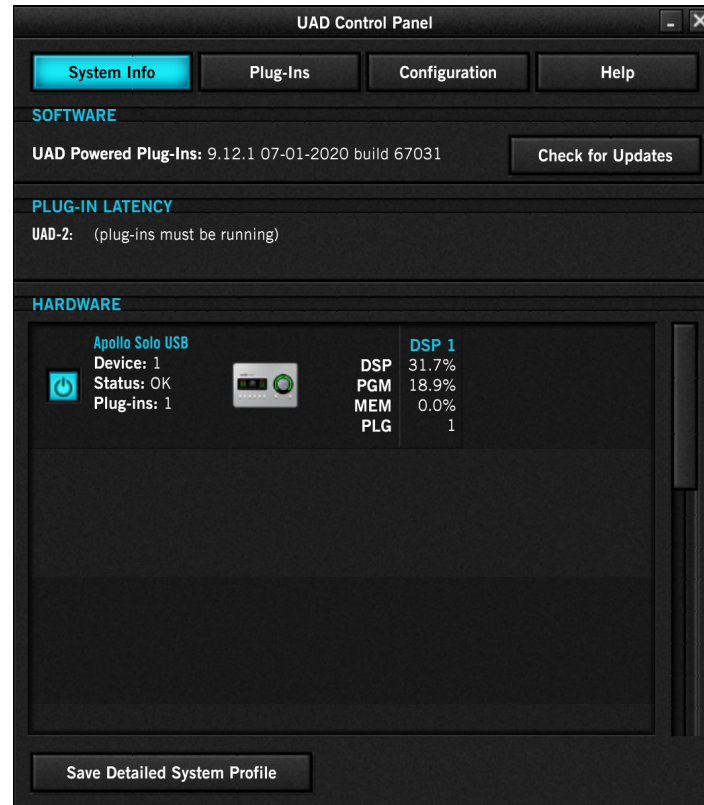 UAD Control Panel
System Info Plug-Ins Configuration Help
SOFTWARE
UAD Powered Plug-Ins: 9.12.1 07-01-2020 build 67031 Check for Updates
PLUG-IN LATENCY
UAD-2: (plug-ins must be running)
HARDWARE
Apollo Solo USB
Device: 1
Status: OK
Plug-ins: 1
DSP 1
DSP 31.7%
PGM 18.9%
MEM 0.0%
PLG 1
Save Detailed System Profile